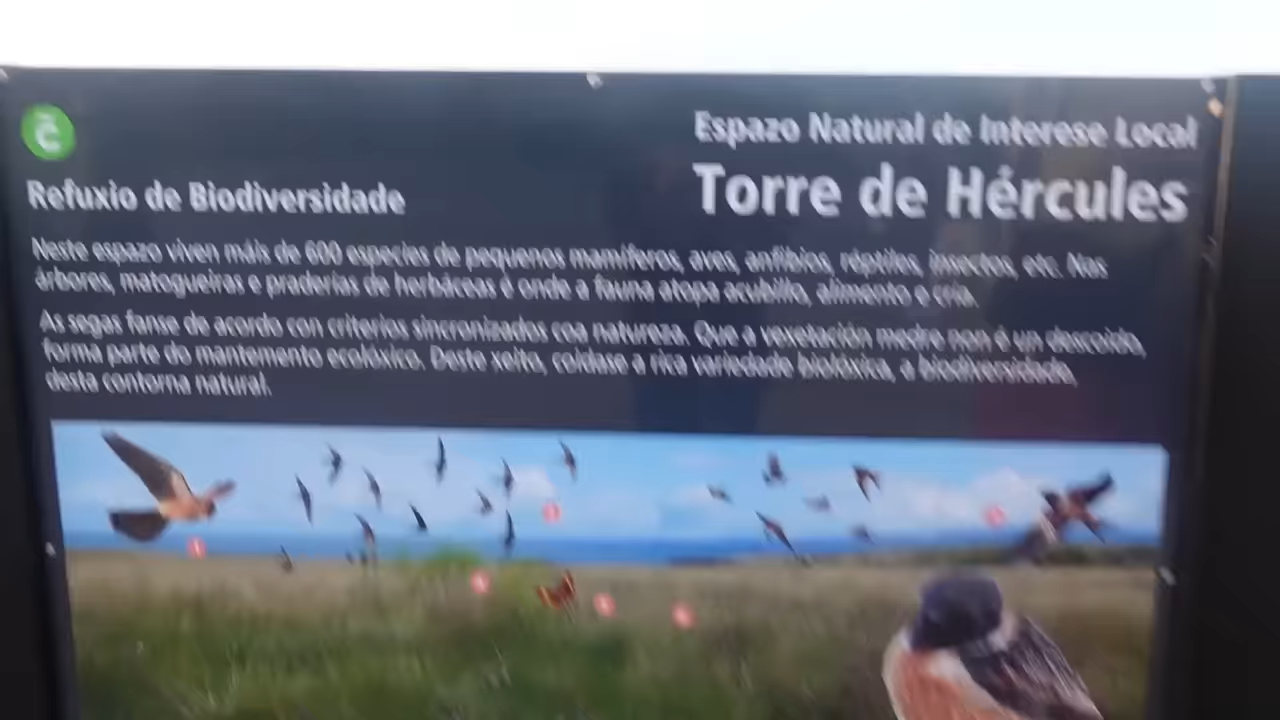 Espazo Natural de Interese Local
Torre de Hércules
Refuxio de Biodiversidade
Neste espazo viven máis de 600 especies de pequenos mamíferos, aves, anfibios, réptiles, insectos, etc. Nas
árbores, matogueiras e praderías de herbáceas é onde a fauna atopa acubillo, alimento e cría.
As segas fanse de acordo con criterios sincronizados coa natureza. Que a vexetación medre non é un descoido,
forma parte do mantemento ecolóxico. Deste xeito, coidase a rica variedade biolóxica, a biodiversidade,
desta contorna natural.